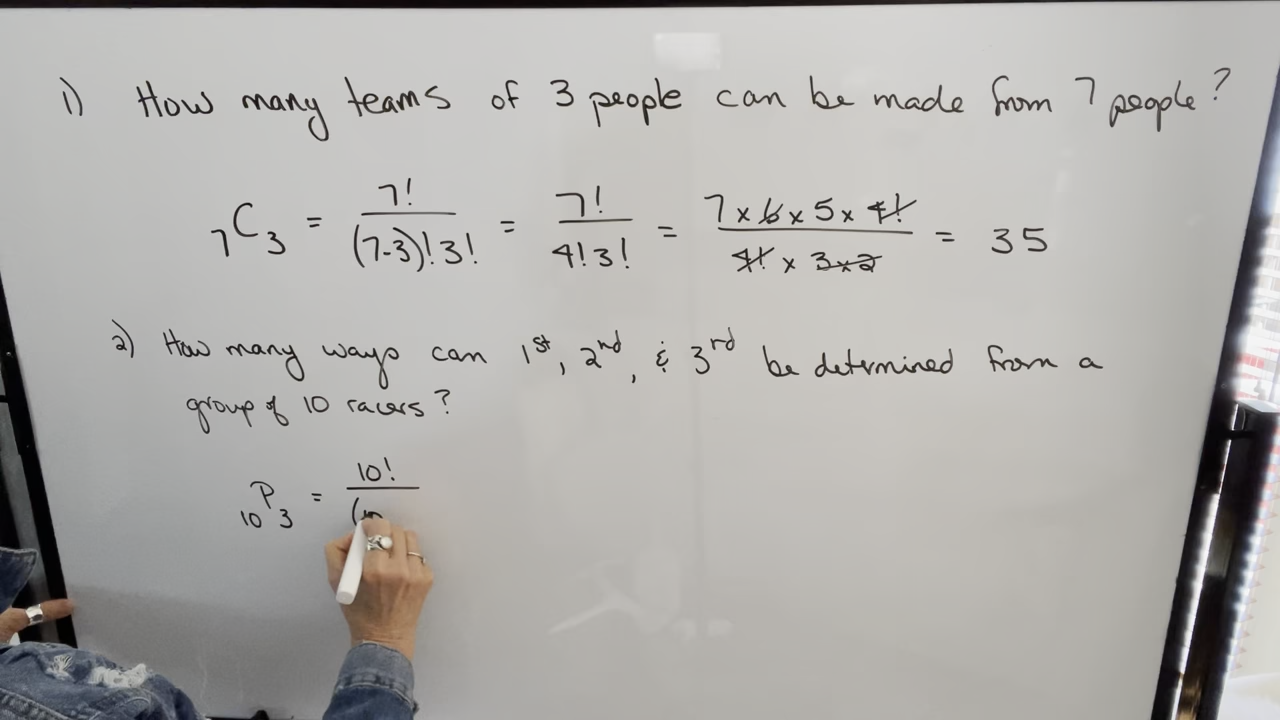 1) How many teams of 3 people can be made from 7 people?
7C3 = 7!/(7-3)!3! = 7!/4!3! = 7×6×5×4!/4!×3×2 = 35
2) How many ways can 1st, 2nd, & 3rd be determined from a
group of 10 racers?
10P3 = 10!/(10